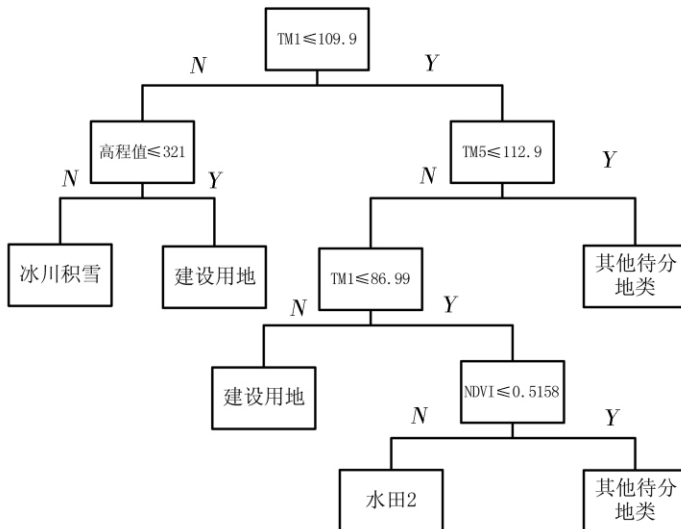 TM1≤109.9
N
Y
高程值≤321
TM5≤112.9
N
Y
N
Y
冰川积雪
建设用地
TM1≤86.99
其他待分
地类
N
Y
建设用地
NDVI≤0.5158
N
Y
水田2
其他待分
地类